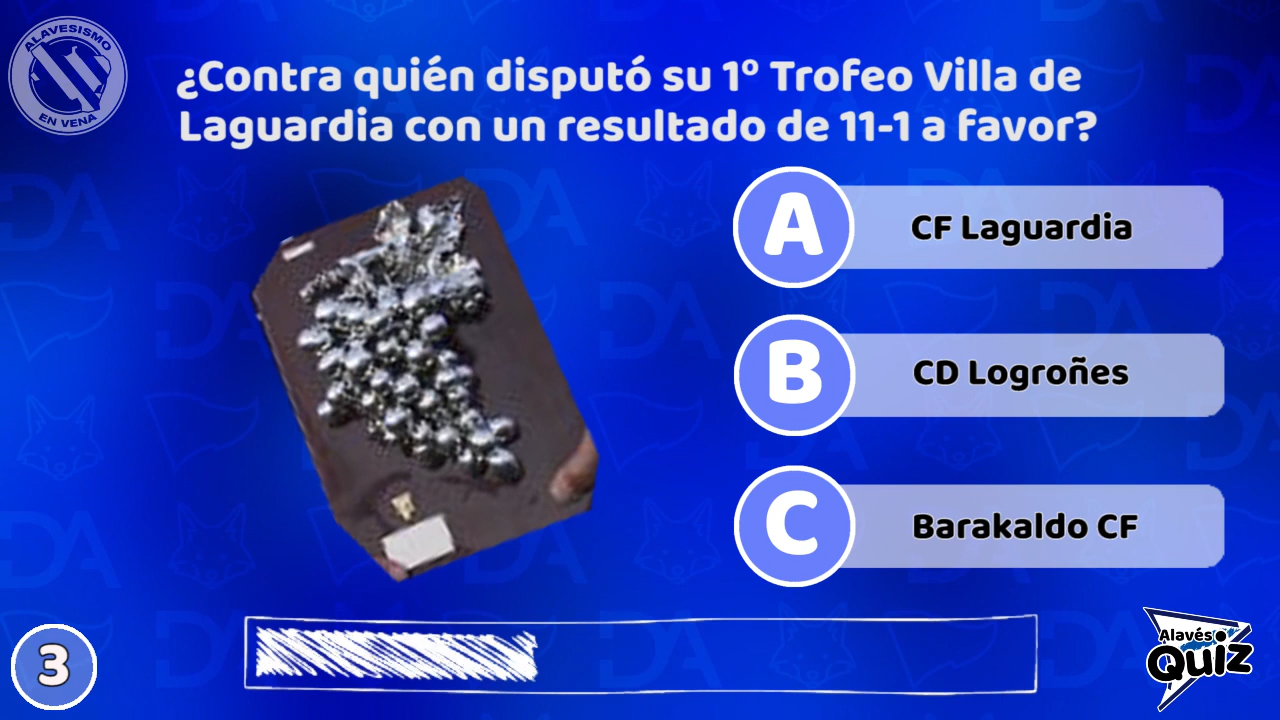 ALAVESISMO
EN VENA
¿Contra quién disputó su 1º Trofeo Villa de
Laguardia con un resultado de 11-1 a favor?
A
CF Laguardia
B
CD Logroñes
C
Barakaldo CF
3
Alavés
Quiz